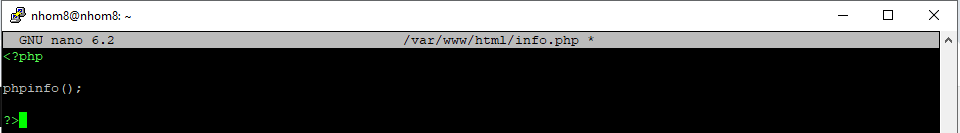 nhom8@nhom8: ~
GNU nano 6.2 /var/www/html/info.php *
<?php
phpinfo();
?>